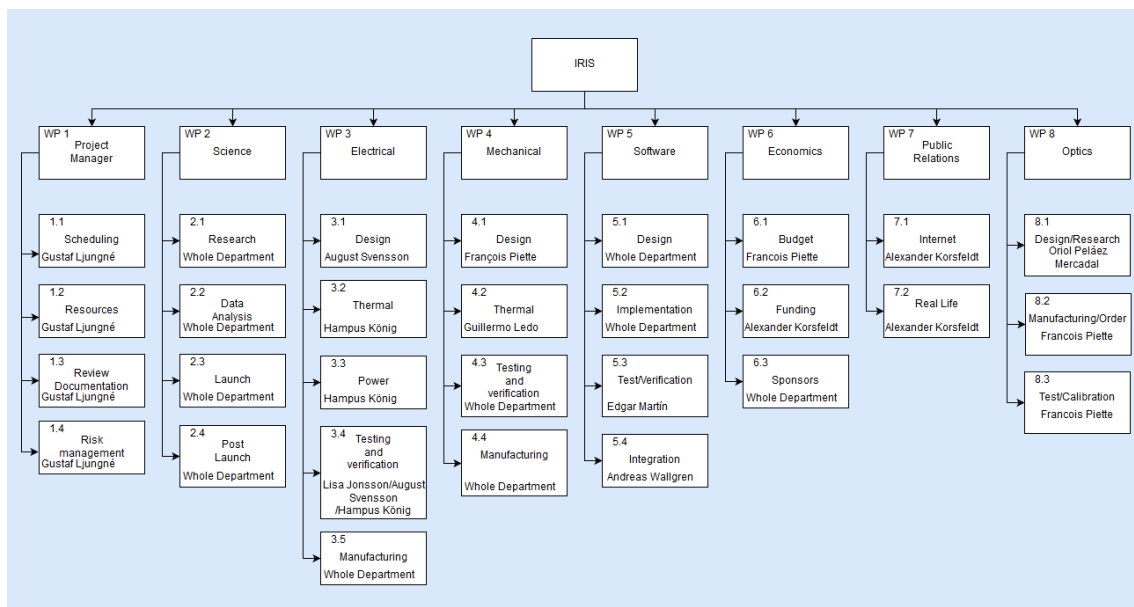 IRIS
WP 1
Project
Manager
WP 2
Science
WP 3
Electrical
WP 4
Mechanical
WP 5
Software
WP 6
Economics
WP 7
Public
Relations
WP 8
Optics
1.1
Scheduling
Gustaf Ljungné
1.2
Resources
Gustaf Ljungné
1.3
Review
Documentation
Gustaf Ljungné
1.4
Risk
management
Gustaf Ljungné
2.1
Research
Whole Department
2.2
Data
Analysis
Whole Department
2.3
Launch
Whole Department
2.4
Post
Launch
Whole Department
3.1
Design
August Svensson
3.2
Thermal
Hampus König
3.3
Power
Hampus König
3.4
Testing
and
verification
Lisa Jonsson/August
Svensson
/Hampus König
3.5
Manufacturing
Whole Department
4.1
Design
François Piette
4.2
Thermal
Guillermo Ledo
4.3
Testing
and
verification
Whole Department
4.4
Manufacturing
Whole Department
5.1
Design
Whole Department
5.2
Implementation
Whole Department
5.3
Test/Verification
Edgar Martín
5.4
Integration
Andreas Wallgren
6.1
Budget
Francois Piette
6.2
Funding
Alexander Korsfeldt
6.3
Sponsors
Whole Department
7.1
Internet
Alexander Korsfeldt
7.2
Real Life
Alexander Korsfeldt
8.1
Design/Research
Oriol Peláez
Mercadal
8.2
Manufacturing/Order
Francois Piette
8.3
Test/Calibration
Francois Piette